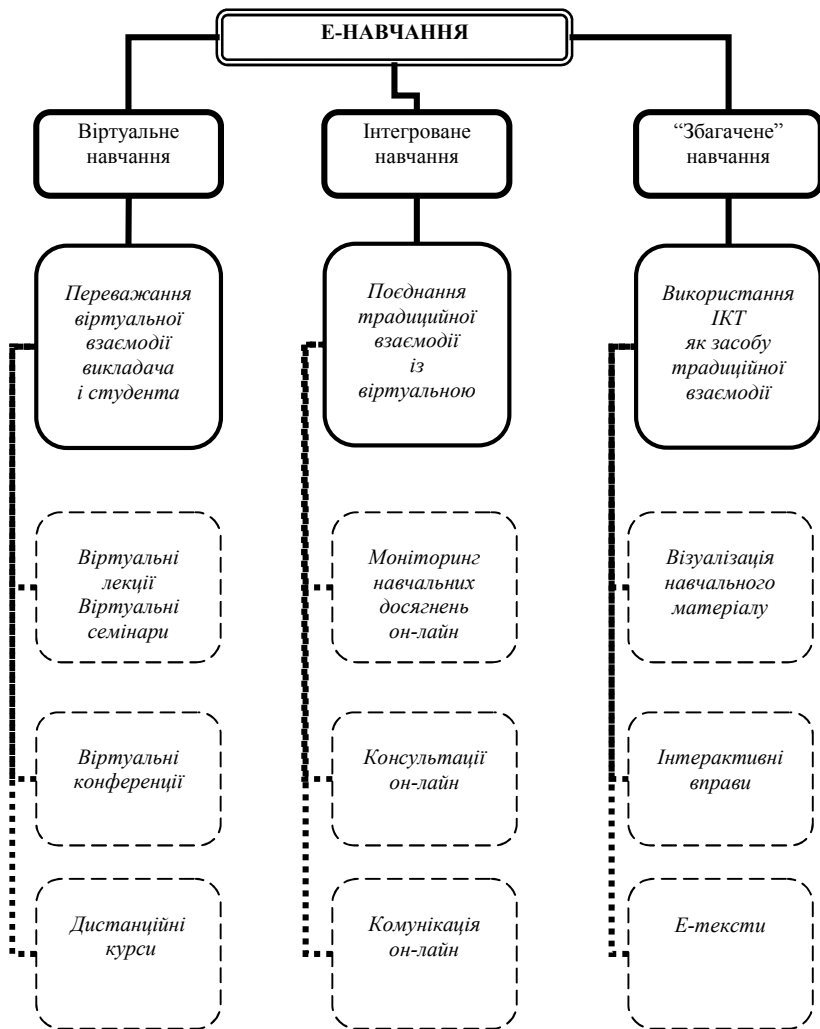 Е-НАВЧАННЯ
Віртуальне
навчання
Інтегроване
навчання
“Збагачене”
навчання
Переважання
віртуальної
взаємодії
викладача
і студента
Поєднання
традицийної
взаємодії
із
віртуальною
Використання
ІКТ
як засобу
традиційної
взаємодії
Віртуальні
лекції
Віртуальні
семінари
Моніторинг
навчальних
досягнень
он-лайн
Візуалізація
навчального
матеріалу
Віртуальні
конференції
Консультації
он-лайн
Інтерактивні
вправи
Дистанційні
курси
Комунікація
он-лайн
Е-тексти